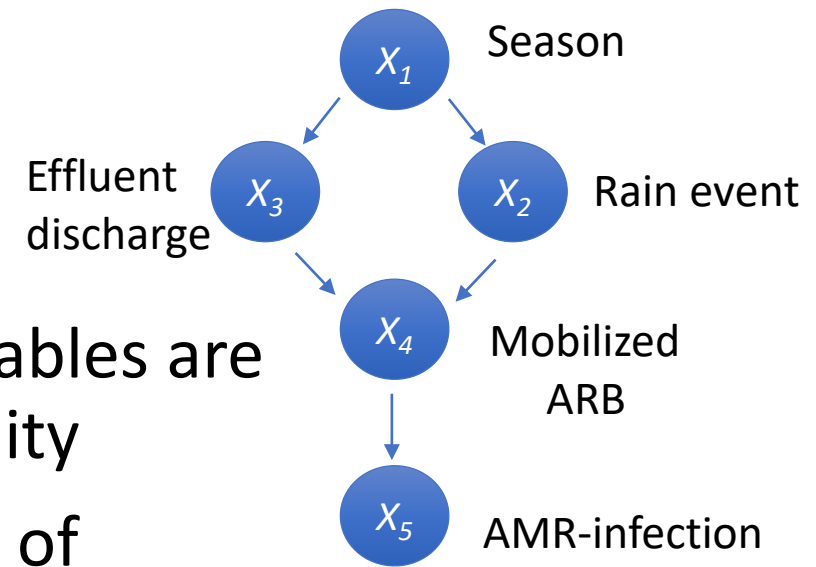 X1
Season
Effluent
discharge
X3
X2
Rain event
ables are
ity
of
X4
Mobilized
ARB
X5
AMR-infection